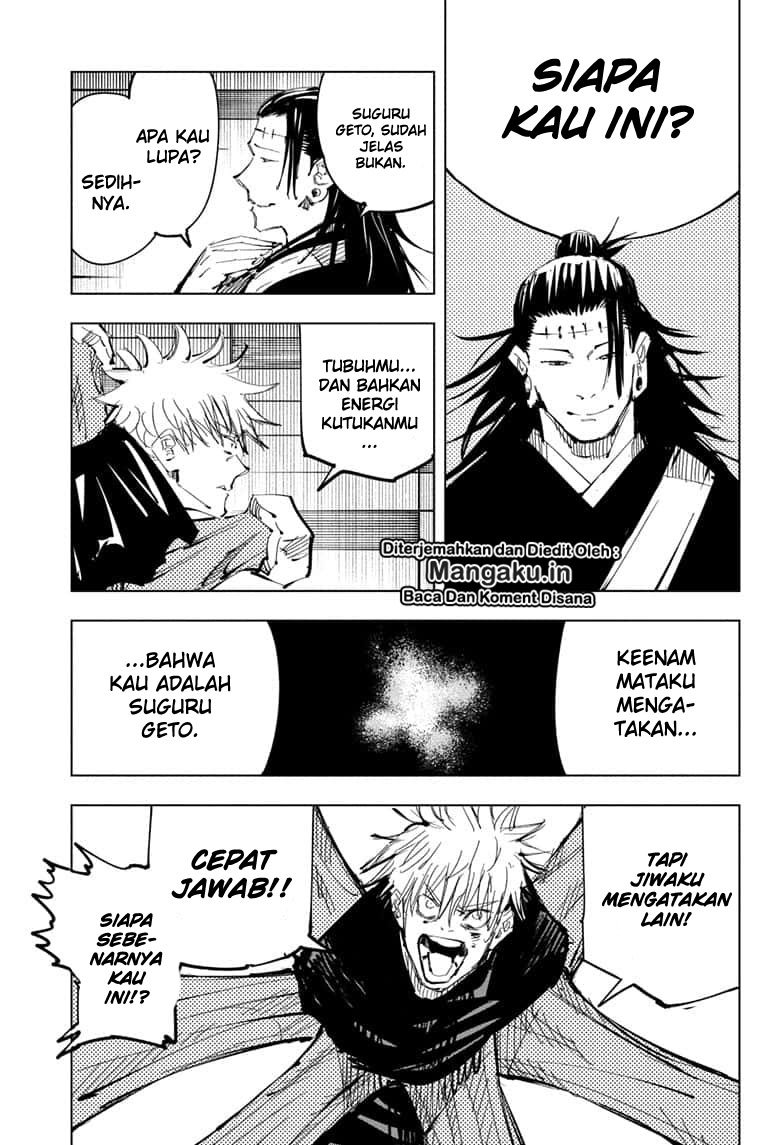 SIAPA
KAU INI?
SUGURU
GETO, SUDAH
JELAS
BUKAN.
APA KAU
LUPA?
SEDIH-
NYA.
TUBUHMU...
DAN BAHKAN
ENERGI
KUTUKANMU
...
Diterjemahkan dan Diedit Oleh :
Mangaku.in
Baca Dan Koment Disana
KEENAM
MATAKU
MENGA-
TAKAN...
...BAHWA
KAU ADALAH
SUGURU
GETO.
TAPI
JIWAKU
MENGATAKAN
LAIN!
CEPAT
JAWAB!!
SIAPA
SEBE-
NARNYA
KAU
INI!?